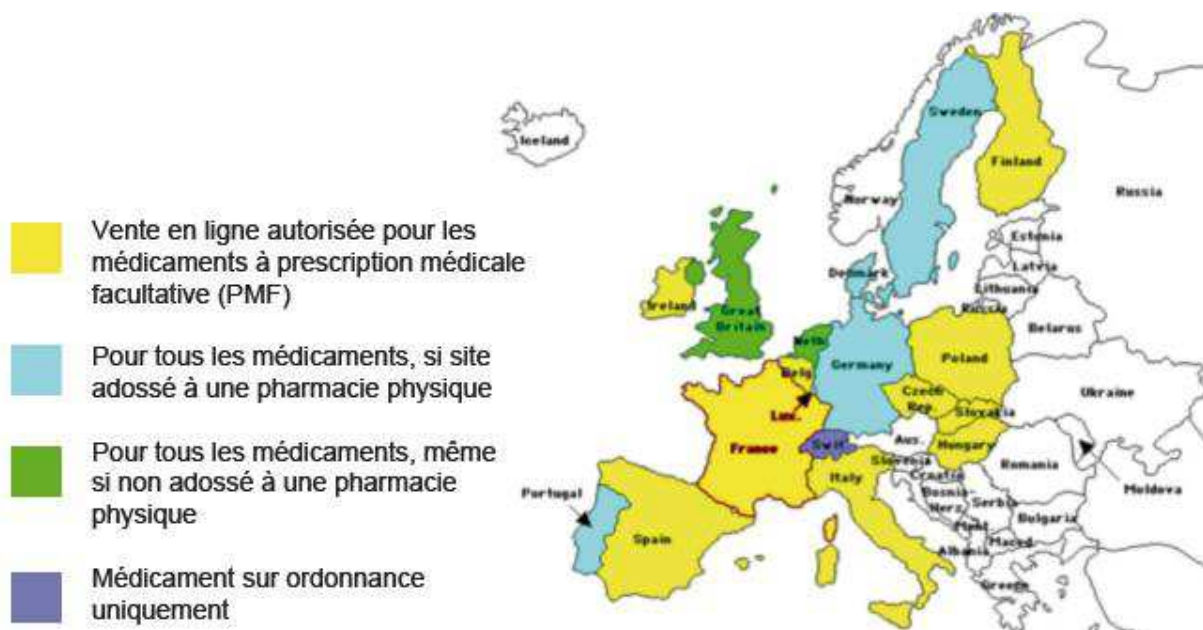 Vente en ligne autorisée pour les
médicaments à prescription médicale
facultative (PMF)
Pour tous les médicaments, si site
adossé à une pharmacie physique
Pour tous les médicaments, même
si non adossé à une pharmacie
physique
Médicament sur ordonnance
uniquement
Iceland
Sweden
Finland
Norway
Russia
Estonia
Latvia
Denmark
Lithuania
Russia
Ireland
Great
Britain
Belarus
Neth
Poland
Belg
Germany
Ukraine
Czech
Rep.
Lux.
Slovakia
France
Swit
Aus.
Hungary
Slovenia
Romania
Italy
Croatia
Moldova
Portugal
Bosnia-
Herz.
Serbia
Spain
Bulgaria
Mont
Maced.
Albania
Greece